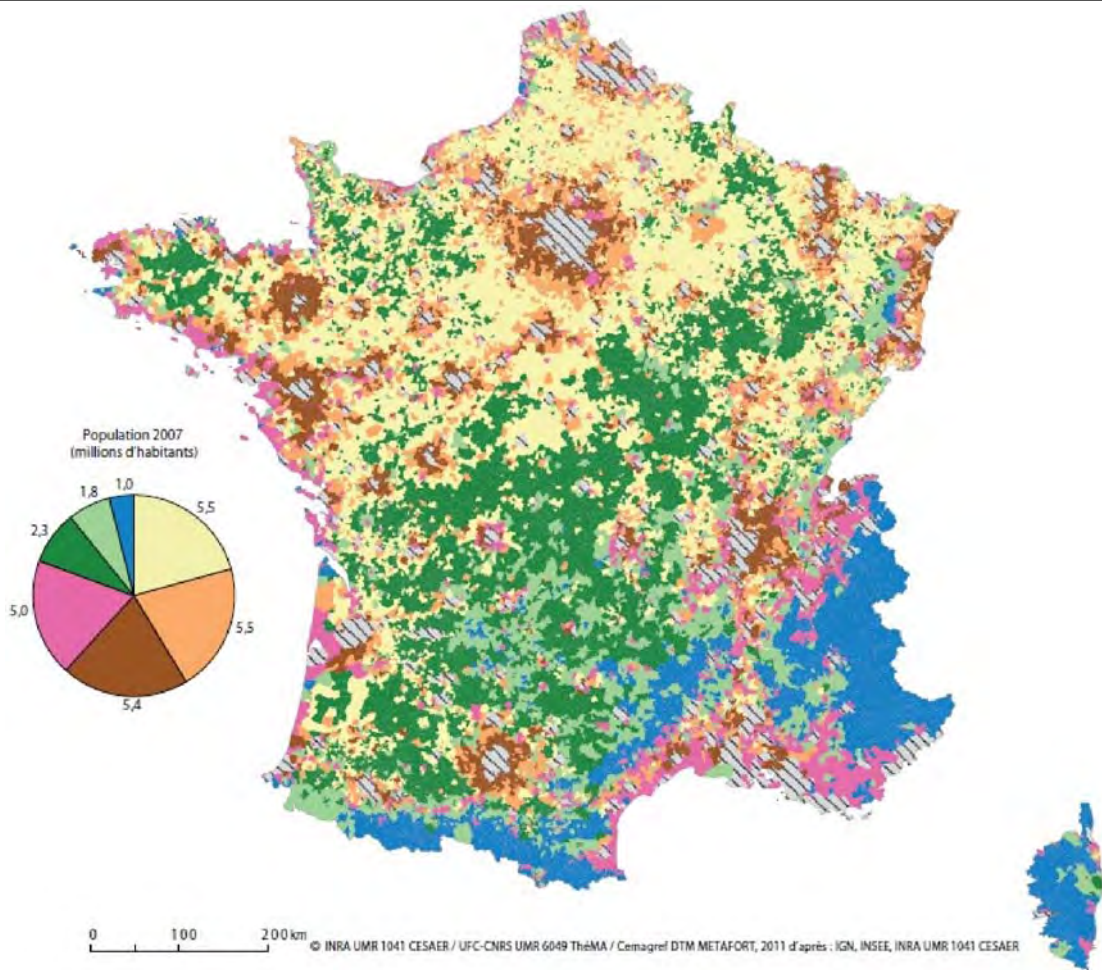 Population 2007
(millions d'habitants)
1,8
1,0
5,5
2,3
5,0
5,5
5,4
0 100 200 km
© INRA UMR 1041 CESAER / UFC-CNRS UMR 6049 ThéMA / Cemagref DTM METAFORT, 2011 d'après : IGN, INSEE, INRA UMR 1041 CESAER